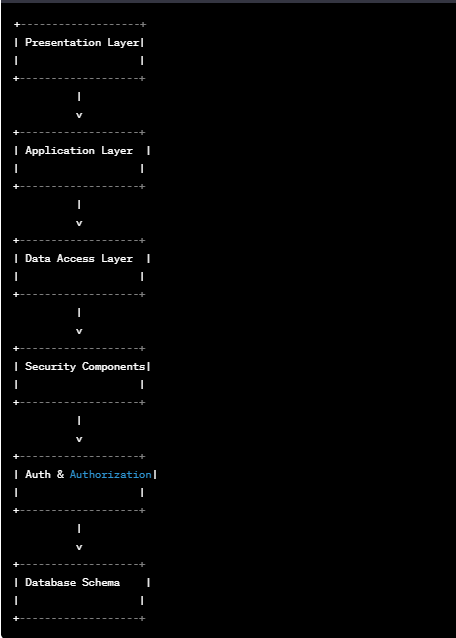 +-------------------+
| Presentation Layer|
|                   |
+-------------------+
          |
          v
+-------------------+
| Application Layer  |
|                   |
+-------------------+
          |
          v
+-------------------+
| Data Access Layer  |
|                   |
+-------------------+
          |
          v
+-------------------+
| Security Components|
|                   |
+-------------------+
          |
          v
+-------------------+
| Auth & Authorization|
|                   |
+-------------------+
          |
          v
+-------------------+
| Database Schema    |
|                   |
+-------------------+